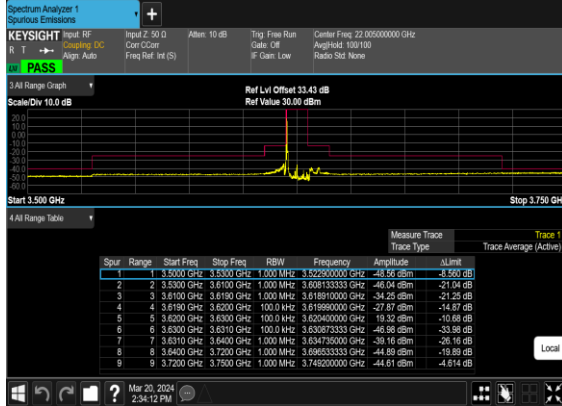 Spectrum Analyzer 1
Spurious Emissions
+
KEYSIGHT
R T
PASS
Input: RF
Coupling: DC
Align: Auto
Input Z: 50 Ω
Corr CCorr
Freq Ref: Int (S)
Atten: 10 dB
Trig: Free Run
Gate: Off
IF Gain: Low
Center Freq: 22.005000000 GHz
Avg|Hold: 100/100
Radio Std: None
3 All Range Graph
Scale/Div 10.0 dB
Ref Lvl Offset 33.43 dB
Ref Value 30.00 dBm
20.0
10.0
0.00
-10.0
-20.0
-30.0
-40.0
-50.0
-60.0
Start 3.500 GHz
Stop 3.750 GH
4 All Range Table
Measure Trace Trace 1
Trace Type Trace Average (Active)
Spur Range Start Freq Stop Freq RBW Frequency Amplitude ΔLimit
1 1 3.5000 GHz 3.5300 GHz 1.000 MHz 3.522900000 GHz -48.56 dBm -8.560 dB
2 2 3.5300 GHz 3.6100 GHz 1.000 MHz 3.608133333 GHz -46.04 dBm -21.04 dB
3 3 3.6100 GHz 3.6190 GHz 1.000 MHz 3.618910000 GHz -34.25 dBm -21.25 dB
4 4 3.6190 GHz 3.6200 GHz 100.0 kHz 3.619990000 GHz -27.87 dBm -14.87 dB
5 5 3.6200 GHz 3.6300 GHz 100.0 kHz 3.620400000 GHz 19.32 dBm -10.68 dB
6 6 3.6300 GHz 3.6310 GHz 100.0 kHz 3.630873333 GHz -46.98 dBm -33.98 dB
7 7 3.6310 GHz 3.6400 GHz 1.000 MHz 3.634735000 GHz -39.16 dBm -26.16 dB
8 8 3.6400 GHz 3.7200 GHz 1.000 MHz 3.696533333 GHz -44.89 dBm -19.89 dB
9 9 3.7200 GHz 3.7500 GHz 1.000 MHz 3.749200000 GHz -44.61 dBm -4.614 dB
Local
?
Mar 20, 2024
2:34:12 PM